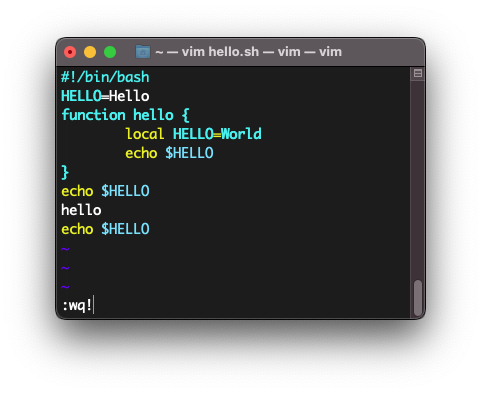 ~ — vim hello.sh — vim — vim
#!/bin/bash
HELLO=Hello
function hello {
        local HELLO=World
        echo $HELLO
}
echo $HELLO
hello
echo $HELLO
~
~
~
:wq!